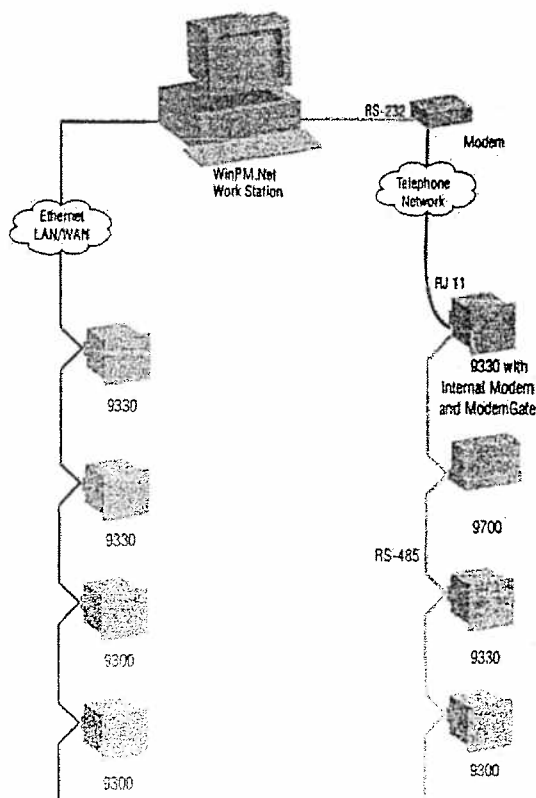 RS-232
Modem
WinPM.Net
Work Station
Ethernet
LAN/WAN
Telephone
Network
RJ 11
9330
9330 with
Internal Modem
and ModemGate
9330
9700
RS-485
9300
9330
9300
9300